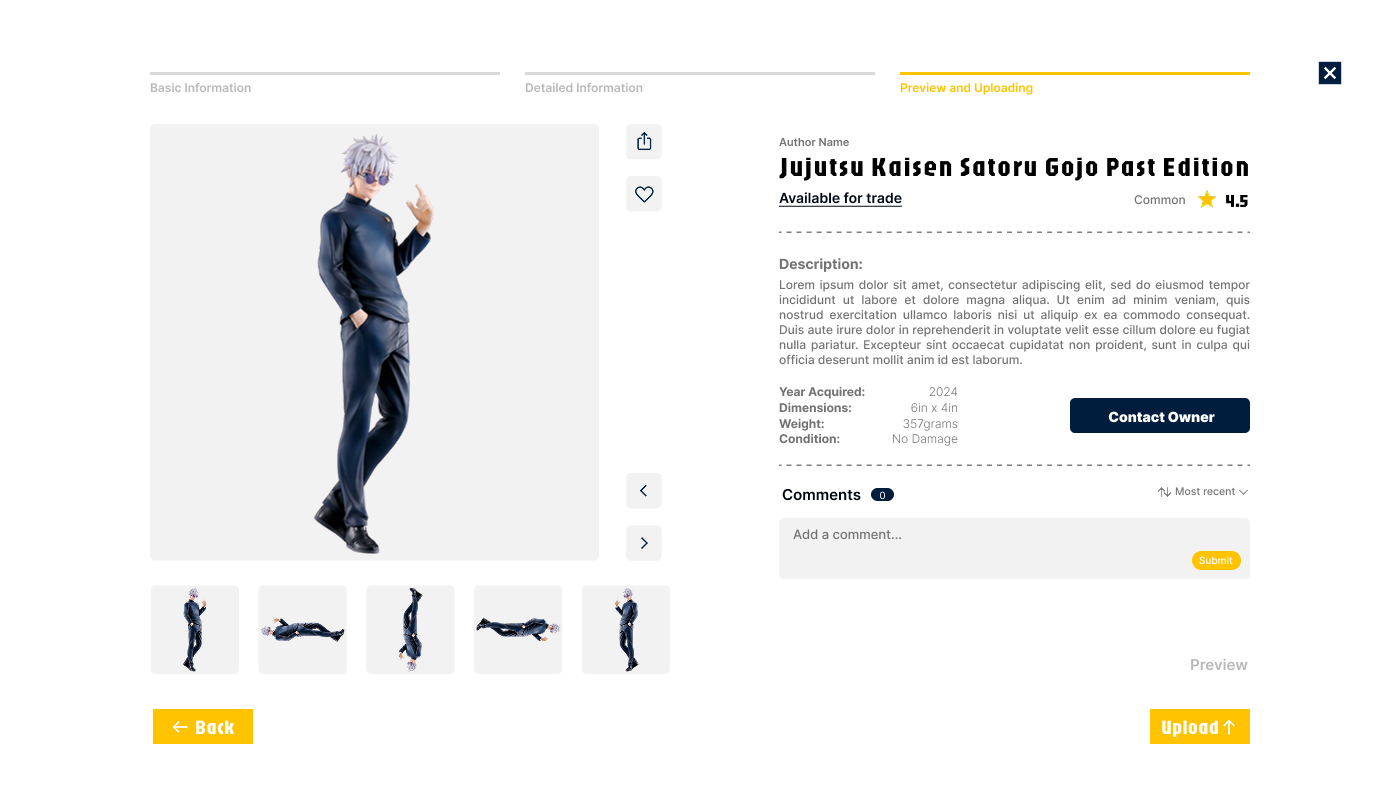 Basic Information
Detailed Information
Preview and Uploading
Author Name
Jujutsu Kaisen Satoru Gojo Past Edition
Available for trade
Common 4.5
Description:
Lorem ipsum dolor sit amet, consectetur adipiscing elit, sed do eiusmod tempor
incididunt ut labore et dolore magna aliqua. Ut enim ad minim veniam, quis
nostrud exercitation ullamco laboris nisi ut aliquip ex ea commodo consequat.
Duis aute irure dolor in reprehenderit in voluptate velit esse cillum dolore eu fugiat
nulla pariatur. Excepteur sint occaecat cupidatat non proident, sunt in culpa qui
officia deserunt mollit anim id est laborum.
Year Acquired: 2024
Dimensions: 6in x 4in
Weight: 357grams
Condition: No Damage
Contact Owner
Comments 0
Most recent
Add a comment...
Submit
Preview
Back
Upload